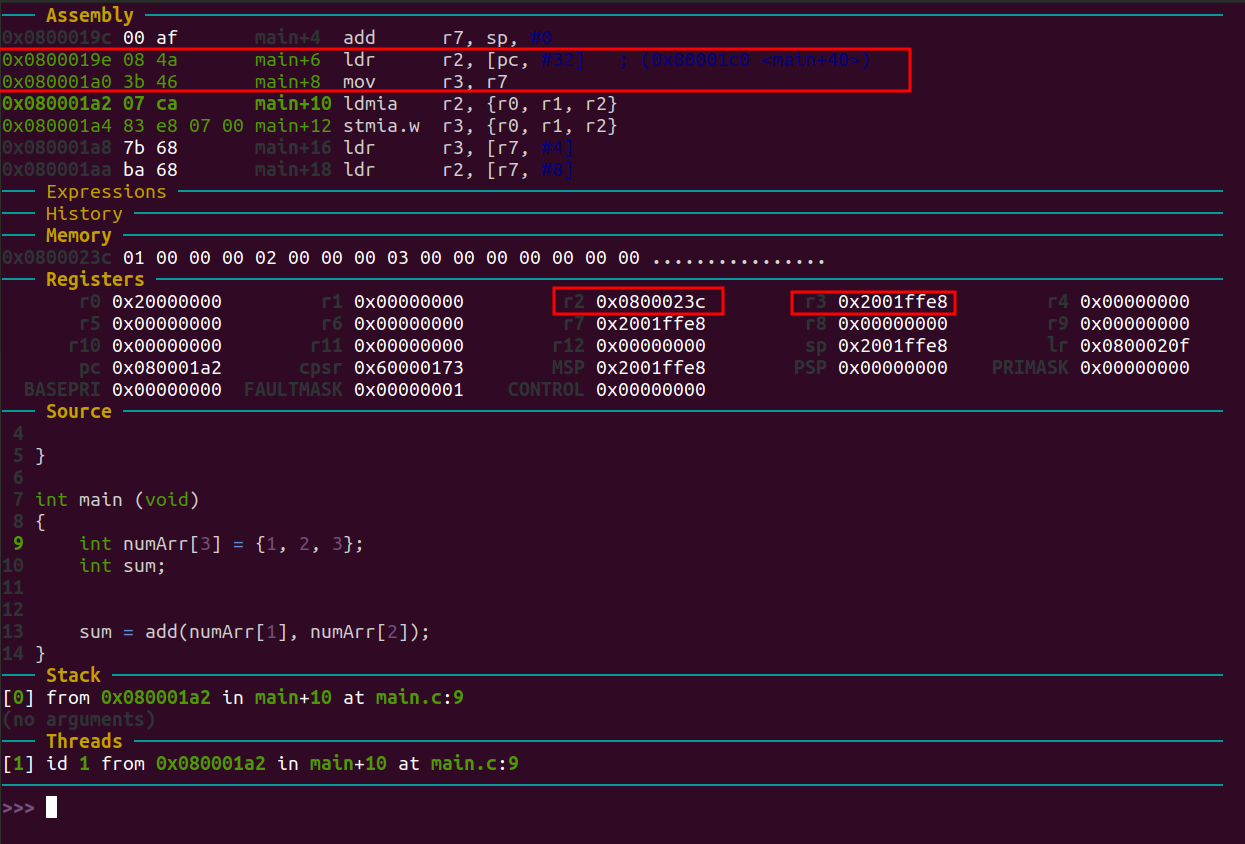 Assembly
0x0800019c 00 af main+4 add r7, sp, #0
0x0800019e 08 4a main+6 ldr r2, [pc, #32] ; (0x80001c0 <main+40>)
0x080001a0 3b 46 main+8 mov r3, r7
0x080001a2 07 ca main+10 ldmia r2, {r0, r1, r2}
0x080001a4 83 e8 07 00 main+12 stmia.w r3, {r0, r1, r2}
0x080001a8 7b 68 main+16 ldr r3, [r7, #4]
0x080001aa ba 68 main+18 ldr r2, [r7, #8]
Expressions
History
Memory
0x0800023c 01 00 00 00 02 00 00 00 03 00 00 00 00 00 00 00 ................
Registers
r0 0x20000000 r1 0x00000000 r2 0x0800023c r3 0x2001ffe8 r4 0x00000000
r5 0x00000000 r6 0x00000000 r7 0x2001ffe8 r8 0x00000000 r9 0x00000000
r10 0x00000000 r11 0x00000000 r12 0x00000000 sp 0x2001ffe8 lr 0x0800020f
pc 0x080001a2 cpsr 0x60000173 MSP 0x2001ffe8 PSP 0x00000000 PRIMASK 0x00000000
BASEPRI 0x00000000 FAULTMASK 0x00000001 CONTROL 0x00000000
Source
4
5 }
6
7 int main (void)
8 {
9 int numArr[3] = {1, 2, 3};
10 int sum;
11
12
13 sum = add(numArr[1], numArr[2]);
14 }
Stack
[0] from 0x080001a2 in main+10 at main.c:9
(no arguments)
Threads
[1] id 1 from 0x080001a2 in main+10 at main.c:9
>>>